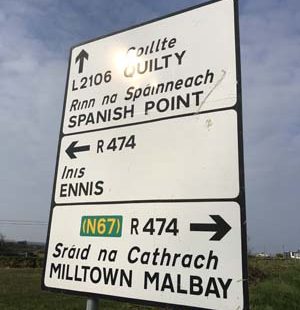 Coillte
L2106 QUILTY
Rinn na Spáinneach
SPANISH POINT
R474
Inis
ENNIS
(N67) R474
Sráid na Cathrach
MILLTOWN MALBAY